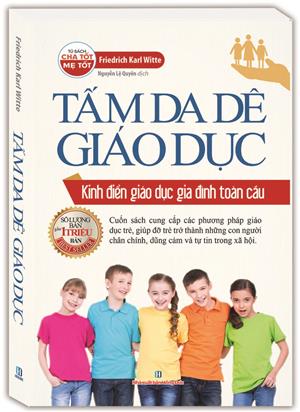 Friedrich Karl Witte
TẤM DA DÊ GIÁO DỤC
TỦ SÁCH
CHA TỐT
MẸ TỐT
Friedrich Karl Witte
Nguyễn Lệ Quyên dịch
TẤM DA DÊ
GIÁO DỤC
Kinh điển giáo dục gia đình toàn cầu
SỐ LƯỢNG
BÁN
1 TRIỆU
BẢN
BEST SELLER
Cuốn sách cung cấp các phương pháp giáo
dục trẻ, giúp đỡ trẻ trở thành những con người
chân chính, dũng cảm và tự tin trong xã hội.